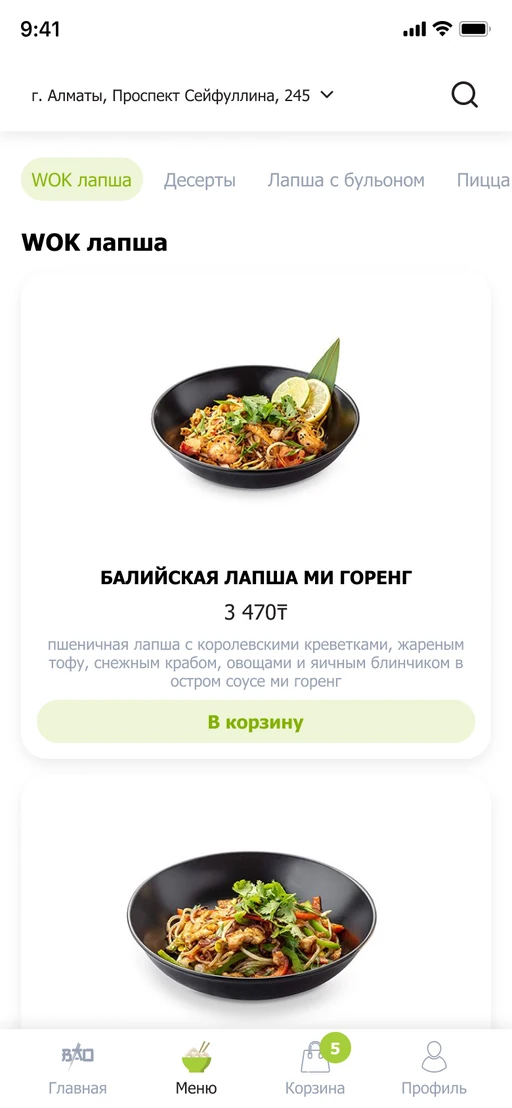 9:41
г. Алматы, Проспект Сейфуллина, 245
WOK лапша Десерты Лапша с бульоном Пицца
WOK лапша
БАЛИЙСКАЯ ЛАПША МИ ГОРЕНГ
3 470₸
пшеничная лапша с королевскими креветками, жареным
тофу, снежным крабом, овощами и яичным блинчиком в
остром соусе ми горенг
В корзину
ВАО
5
Главная Меню Корзина Профиль